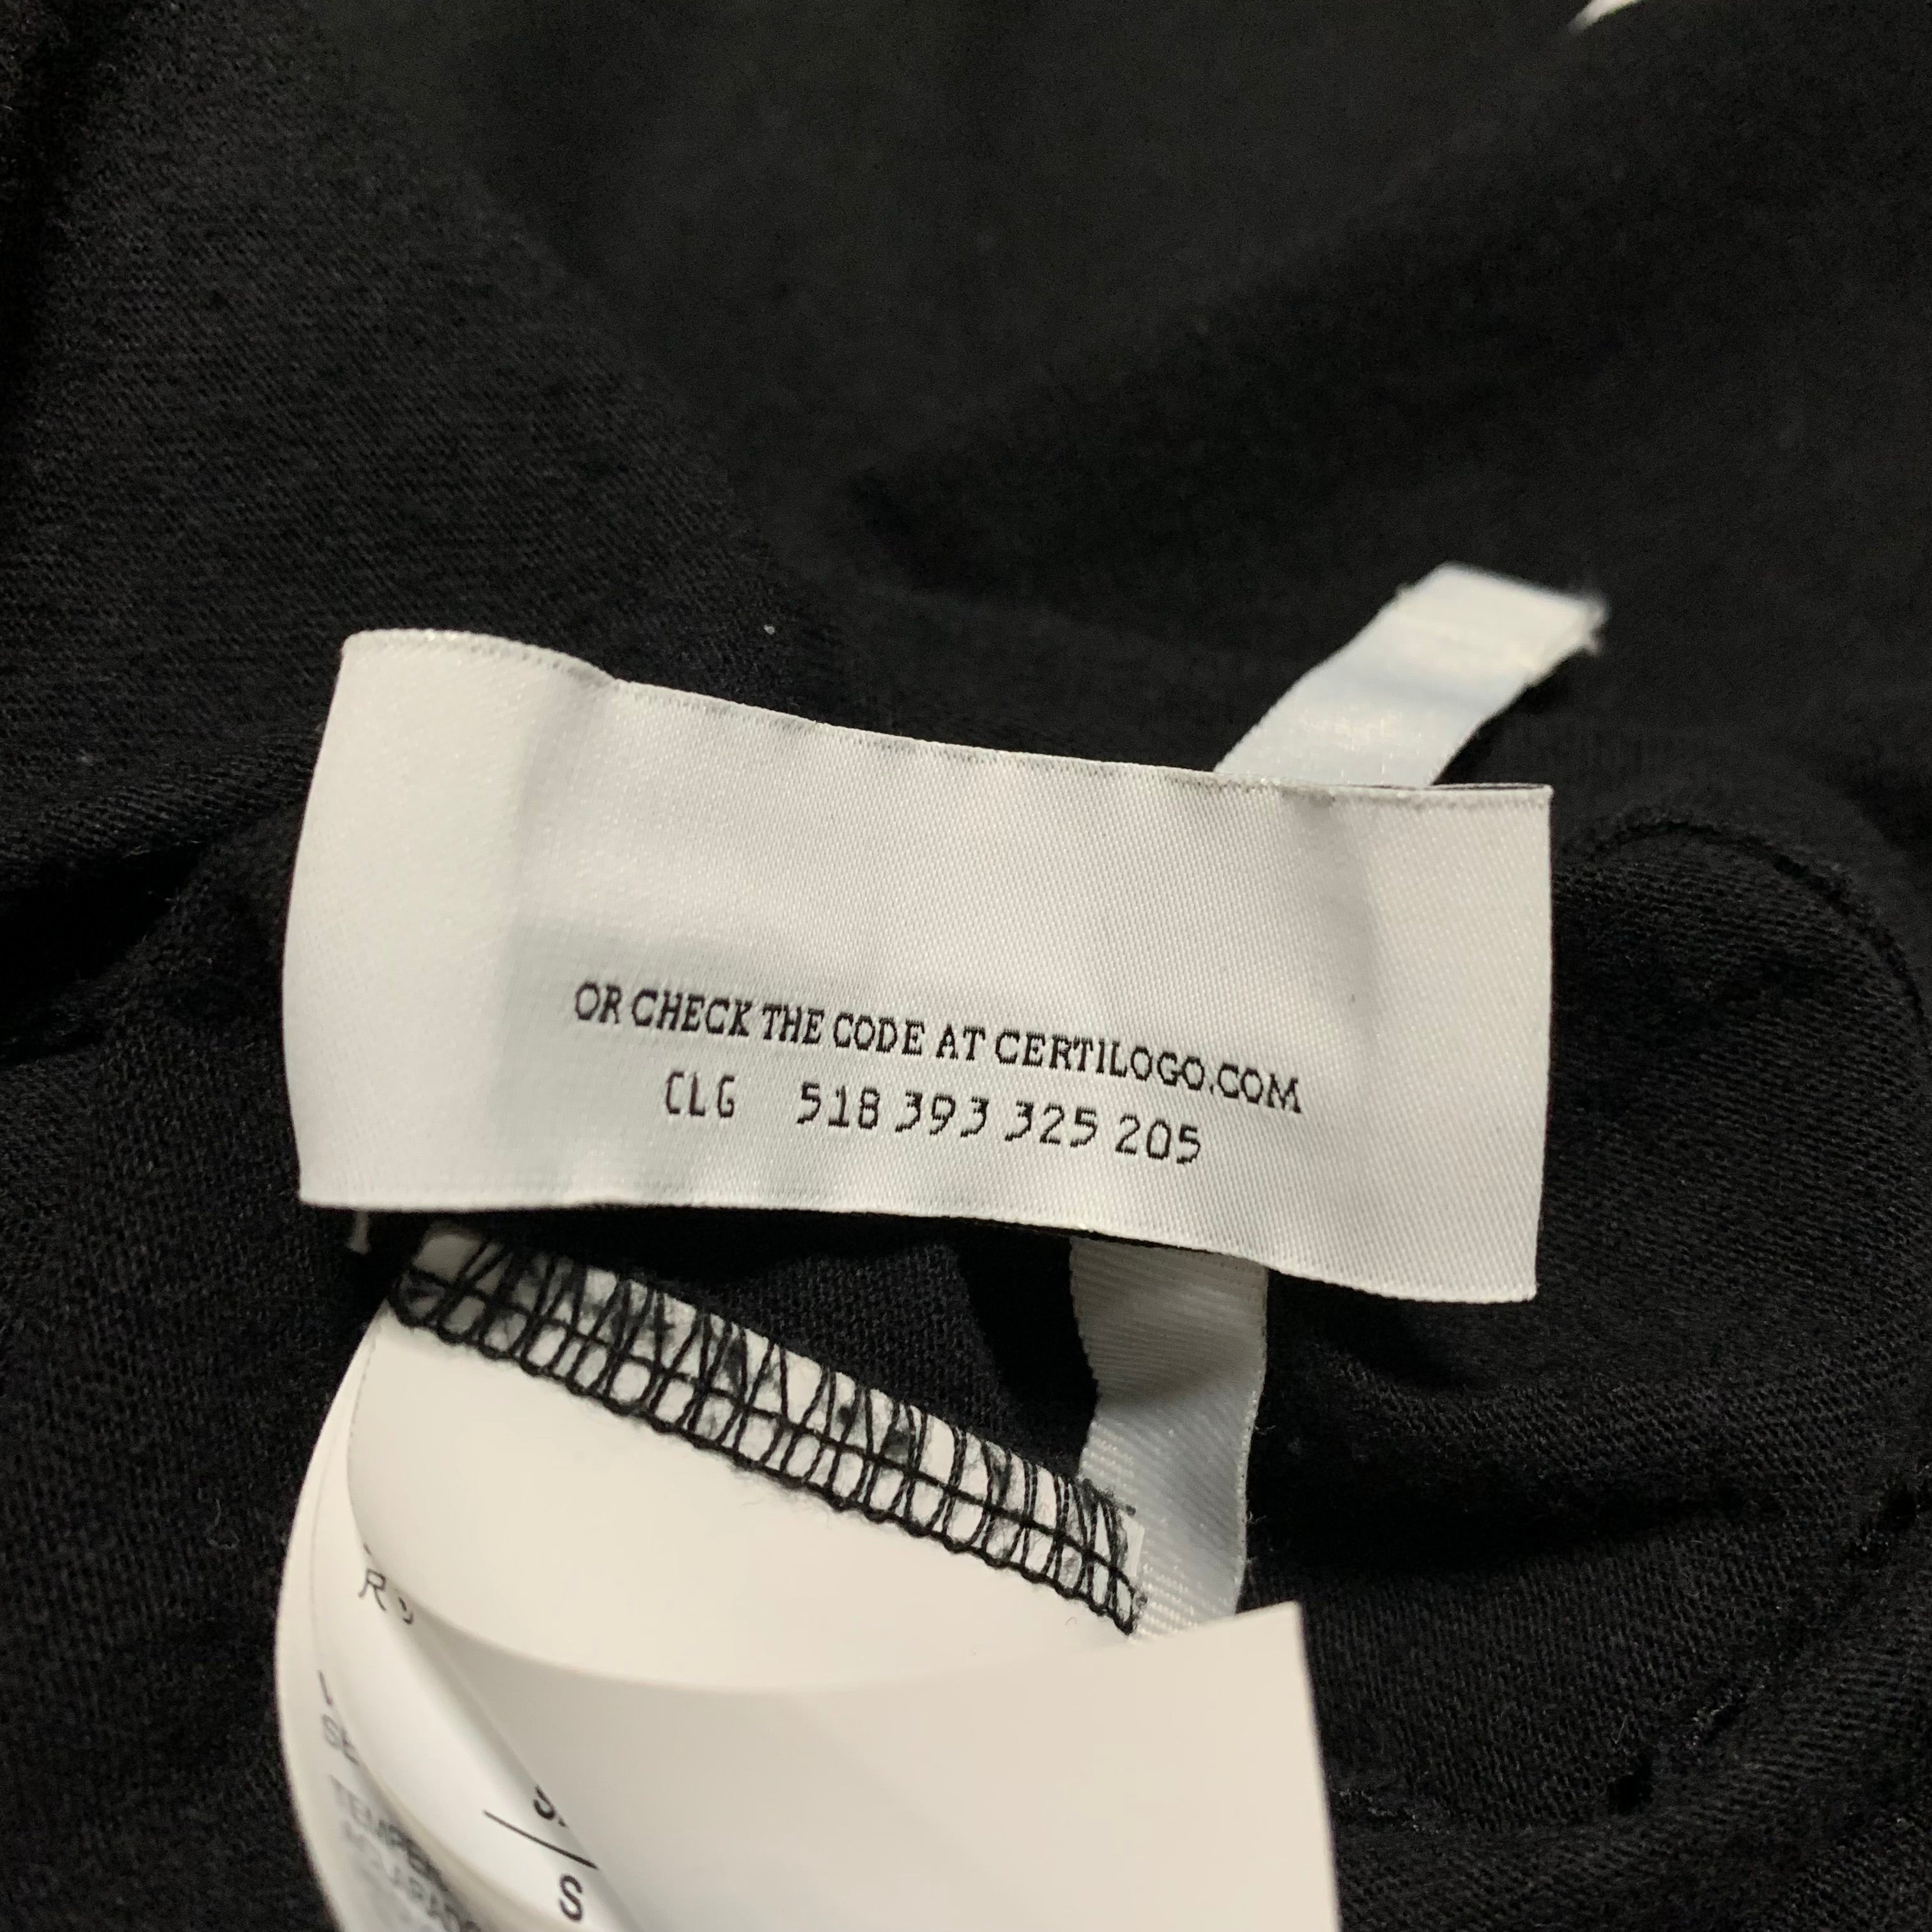 OR CHECK THE CODE AT CERTILOGO.COM
CLG 518 393 325 205
S